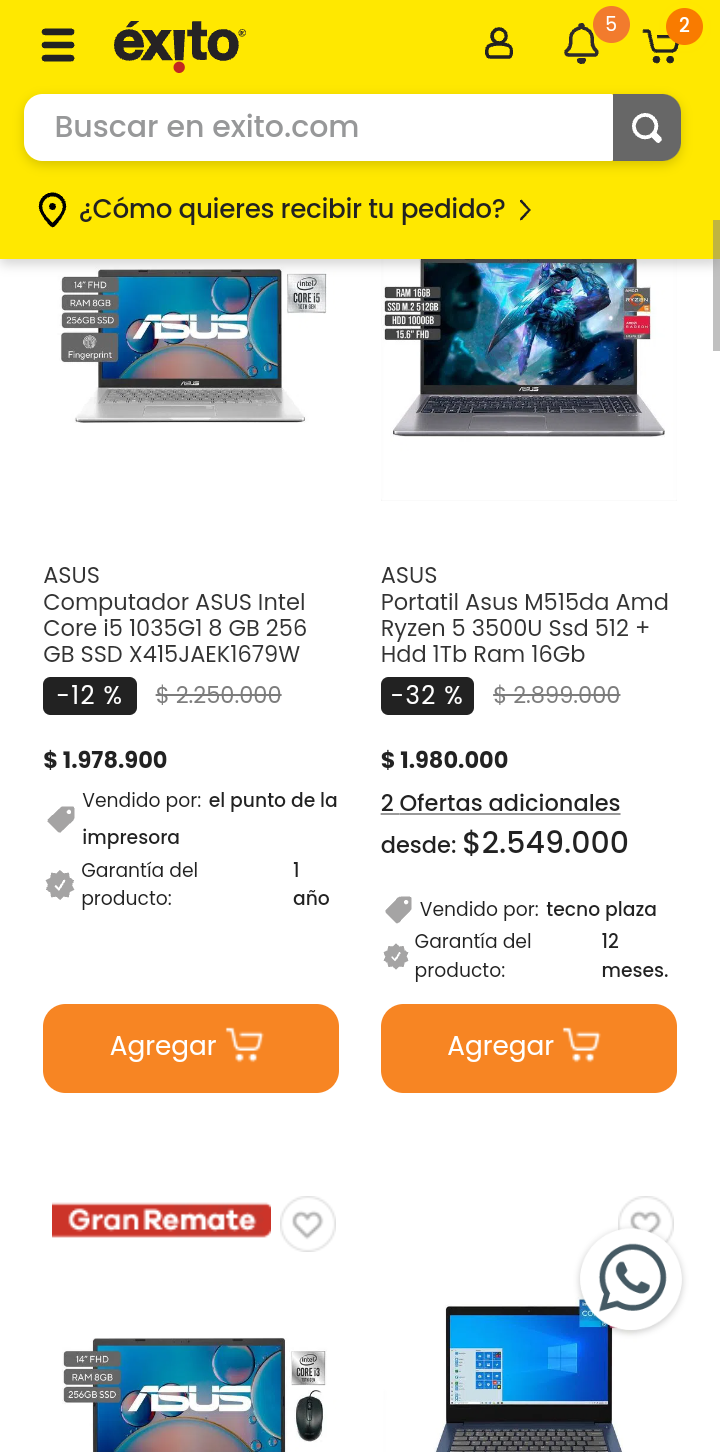 éxito
5
2
Buscar en exito.com
¿Cómo quieres recibir tu pedido?
14" FHD
RAM 8GB
256GB SSD
Fingerprint
ASUS
intel
CORE i5
ASUS
RAM 16GB
SSD M.2 512GB
HDD 1000GB
15.6" FHD
RYZEN
RADEON
ASUS
ASUS
Computador ASUS Intel
Core i5 1035G1 8 GB 256
GB SSD X415JAEK1679W
-12 % $ 2.250.000
$ 1.978.900
Vendido por: el punto de la
impresora
Garantía del
producto:
1
año
Agregar
ASUS
Portatil Asus M515da Amd
Ryzen 5 3500U Ssd 512 +
Hdd 1Tb Ram 16Gb
-32 % $ 2.899.000
$ 1.980.000
2 Ofertas adicionales
desde: $2.549.000
Vendido por: tecno plaza
Garantía del
producto:
12
meses.
Agregar
Gran Remate
14" FHD
RAM 8GB
256GB SSD
ASUS
intel
CORE i3